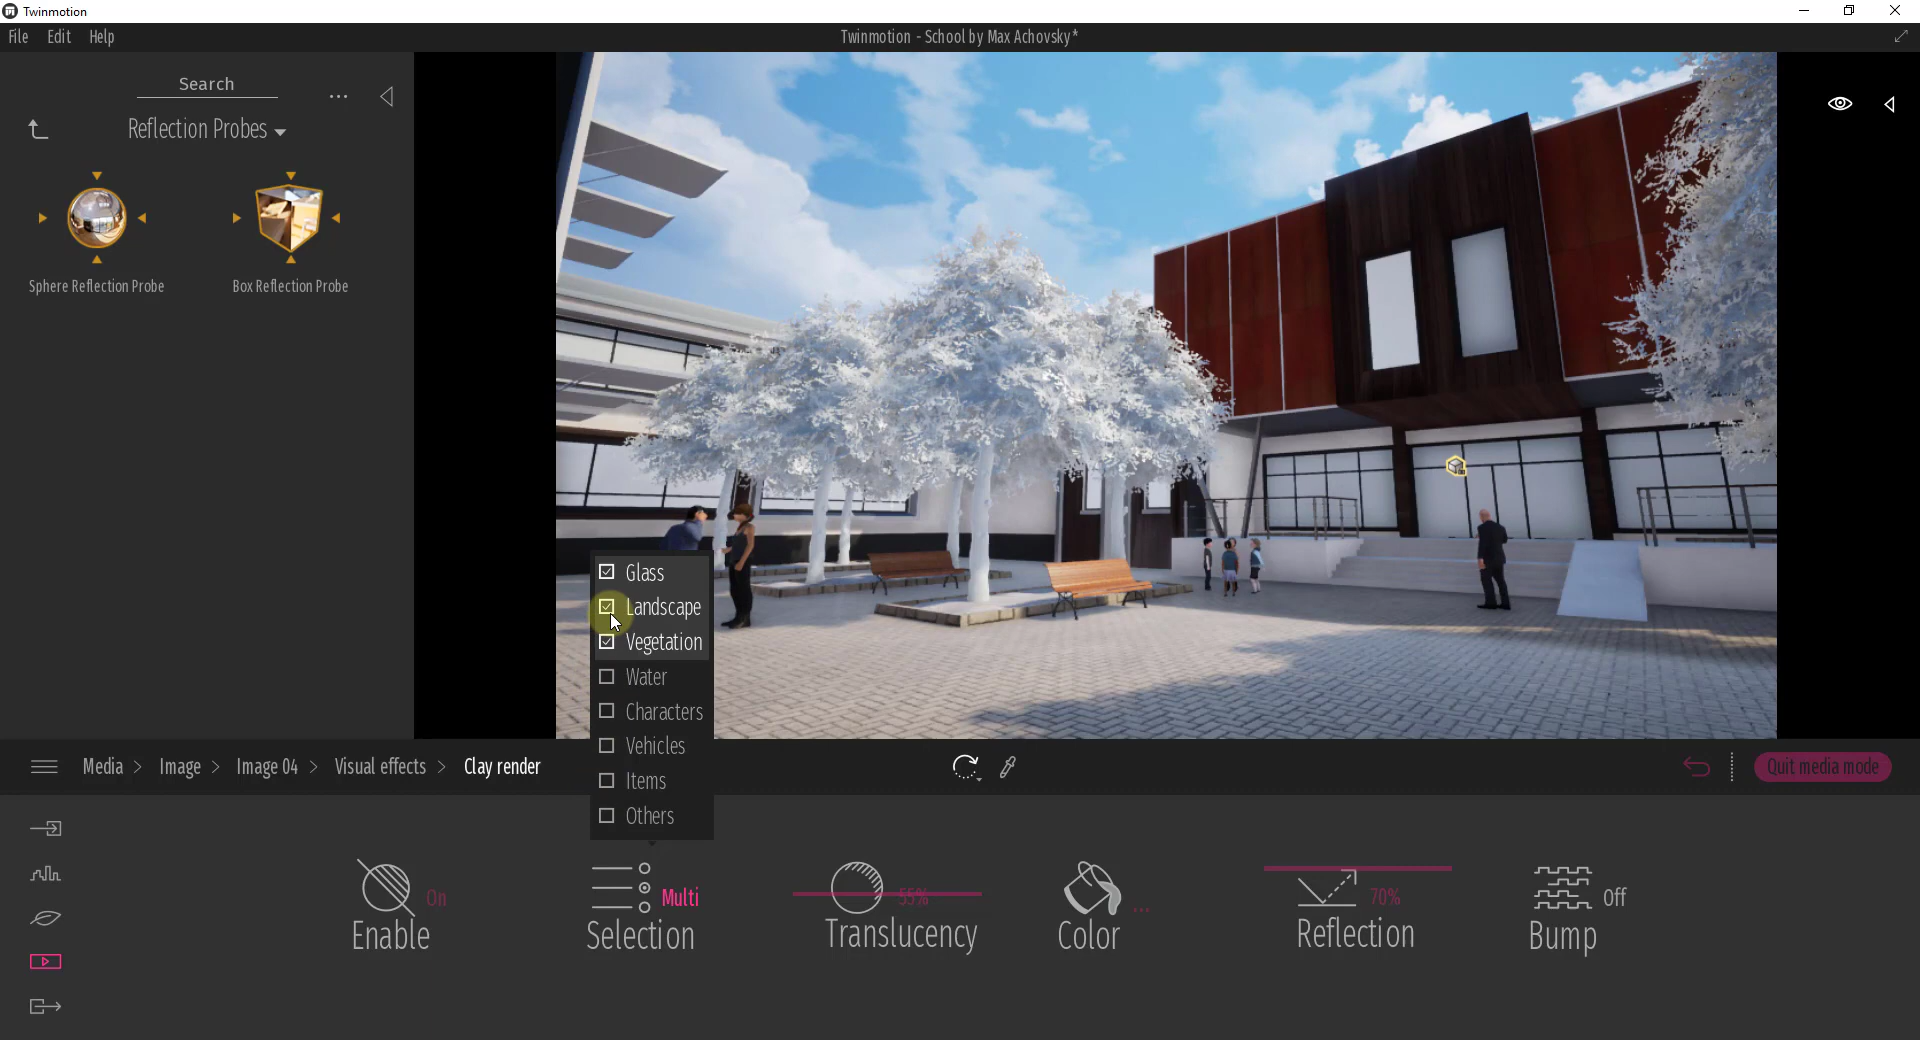 Twinmotion
File Edit Help
Twinmotion - School by Max Achovsky*
Search
...
Reflection Probes
Sphere Reflection Probe
Box Reflection Probe
Glass
Landscape
Vegetation
Water
Characters
Vehicles
Items
Others
Media > Image > Image 04 > Visual effects > Clay render
Quit media mode
On
Enable
Multi
Selection
55%
Translucency
...
Color
70%
Reflection
Off
Bump